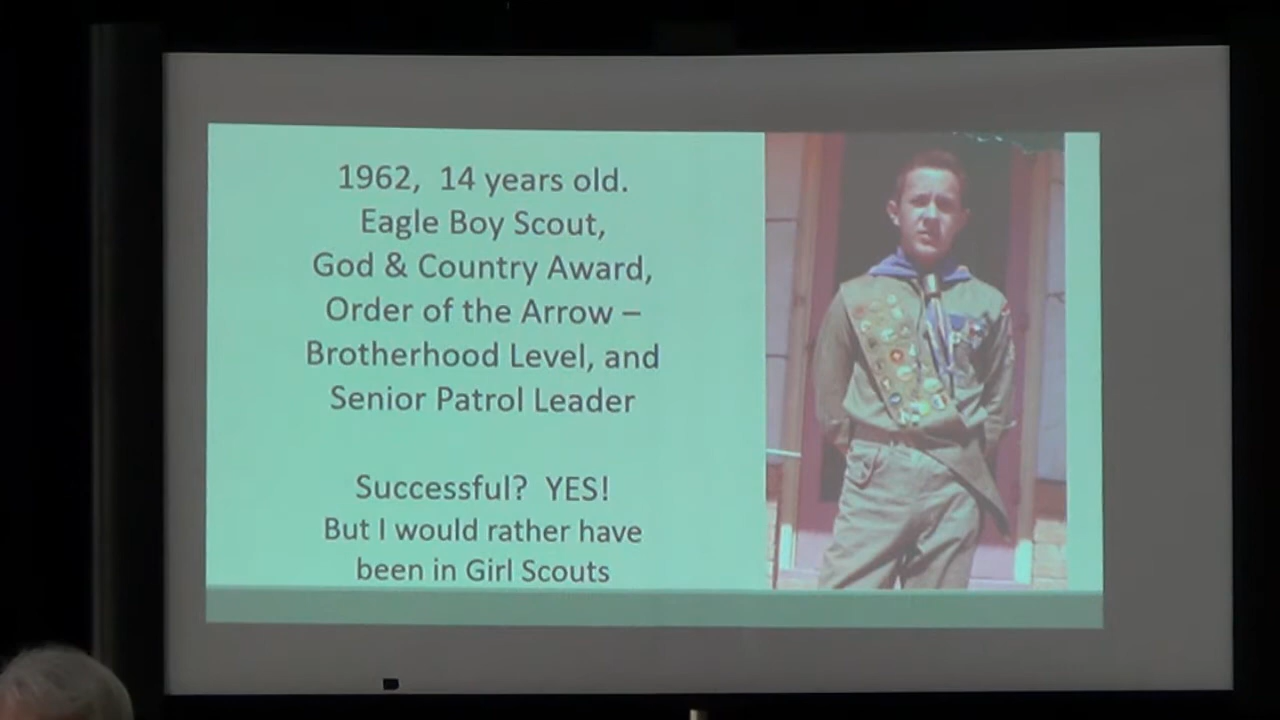 1962,  14 years old.
Eagle Boy Scout,
God & Country Award,
Order of the Arrow –
Brotherhood Level, and
Senior Patrol Leader
Successful?  YES!
But I would rather have
been in Girl Scouts